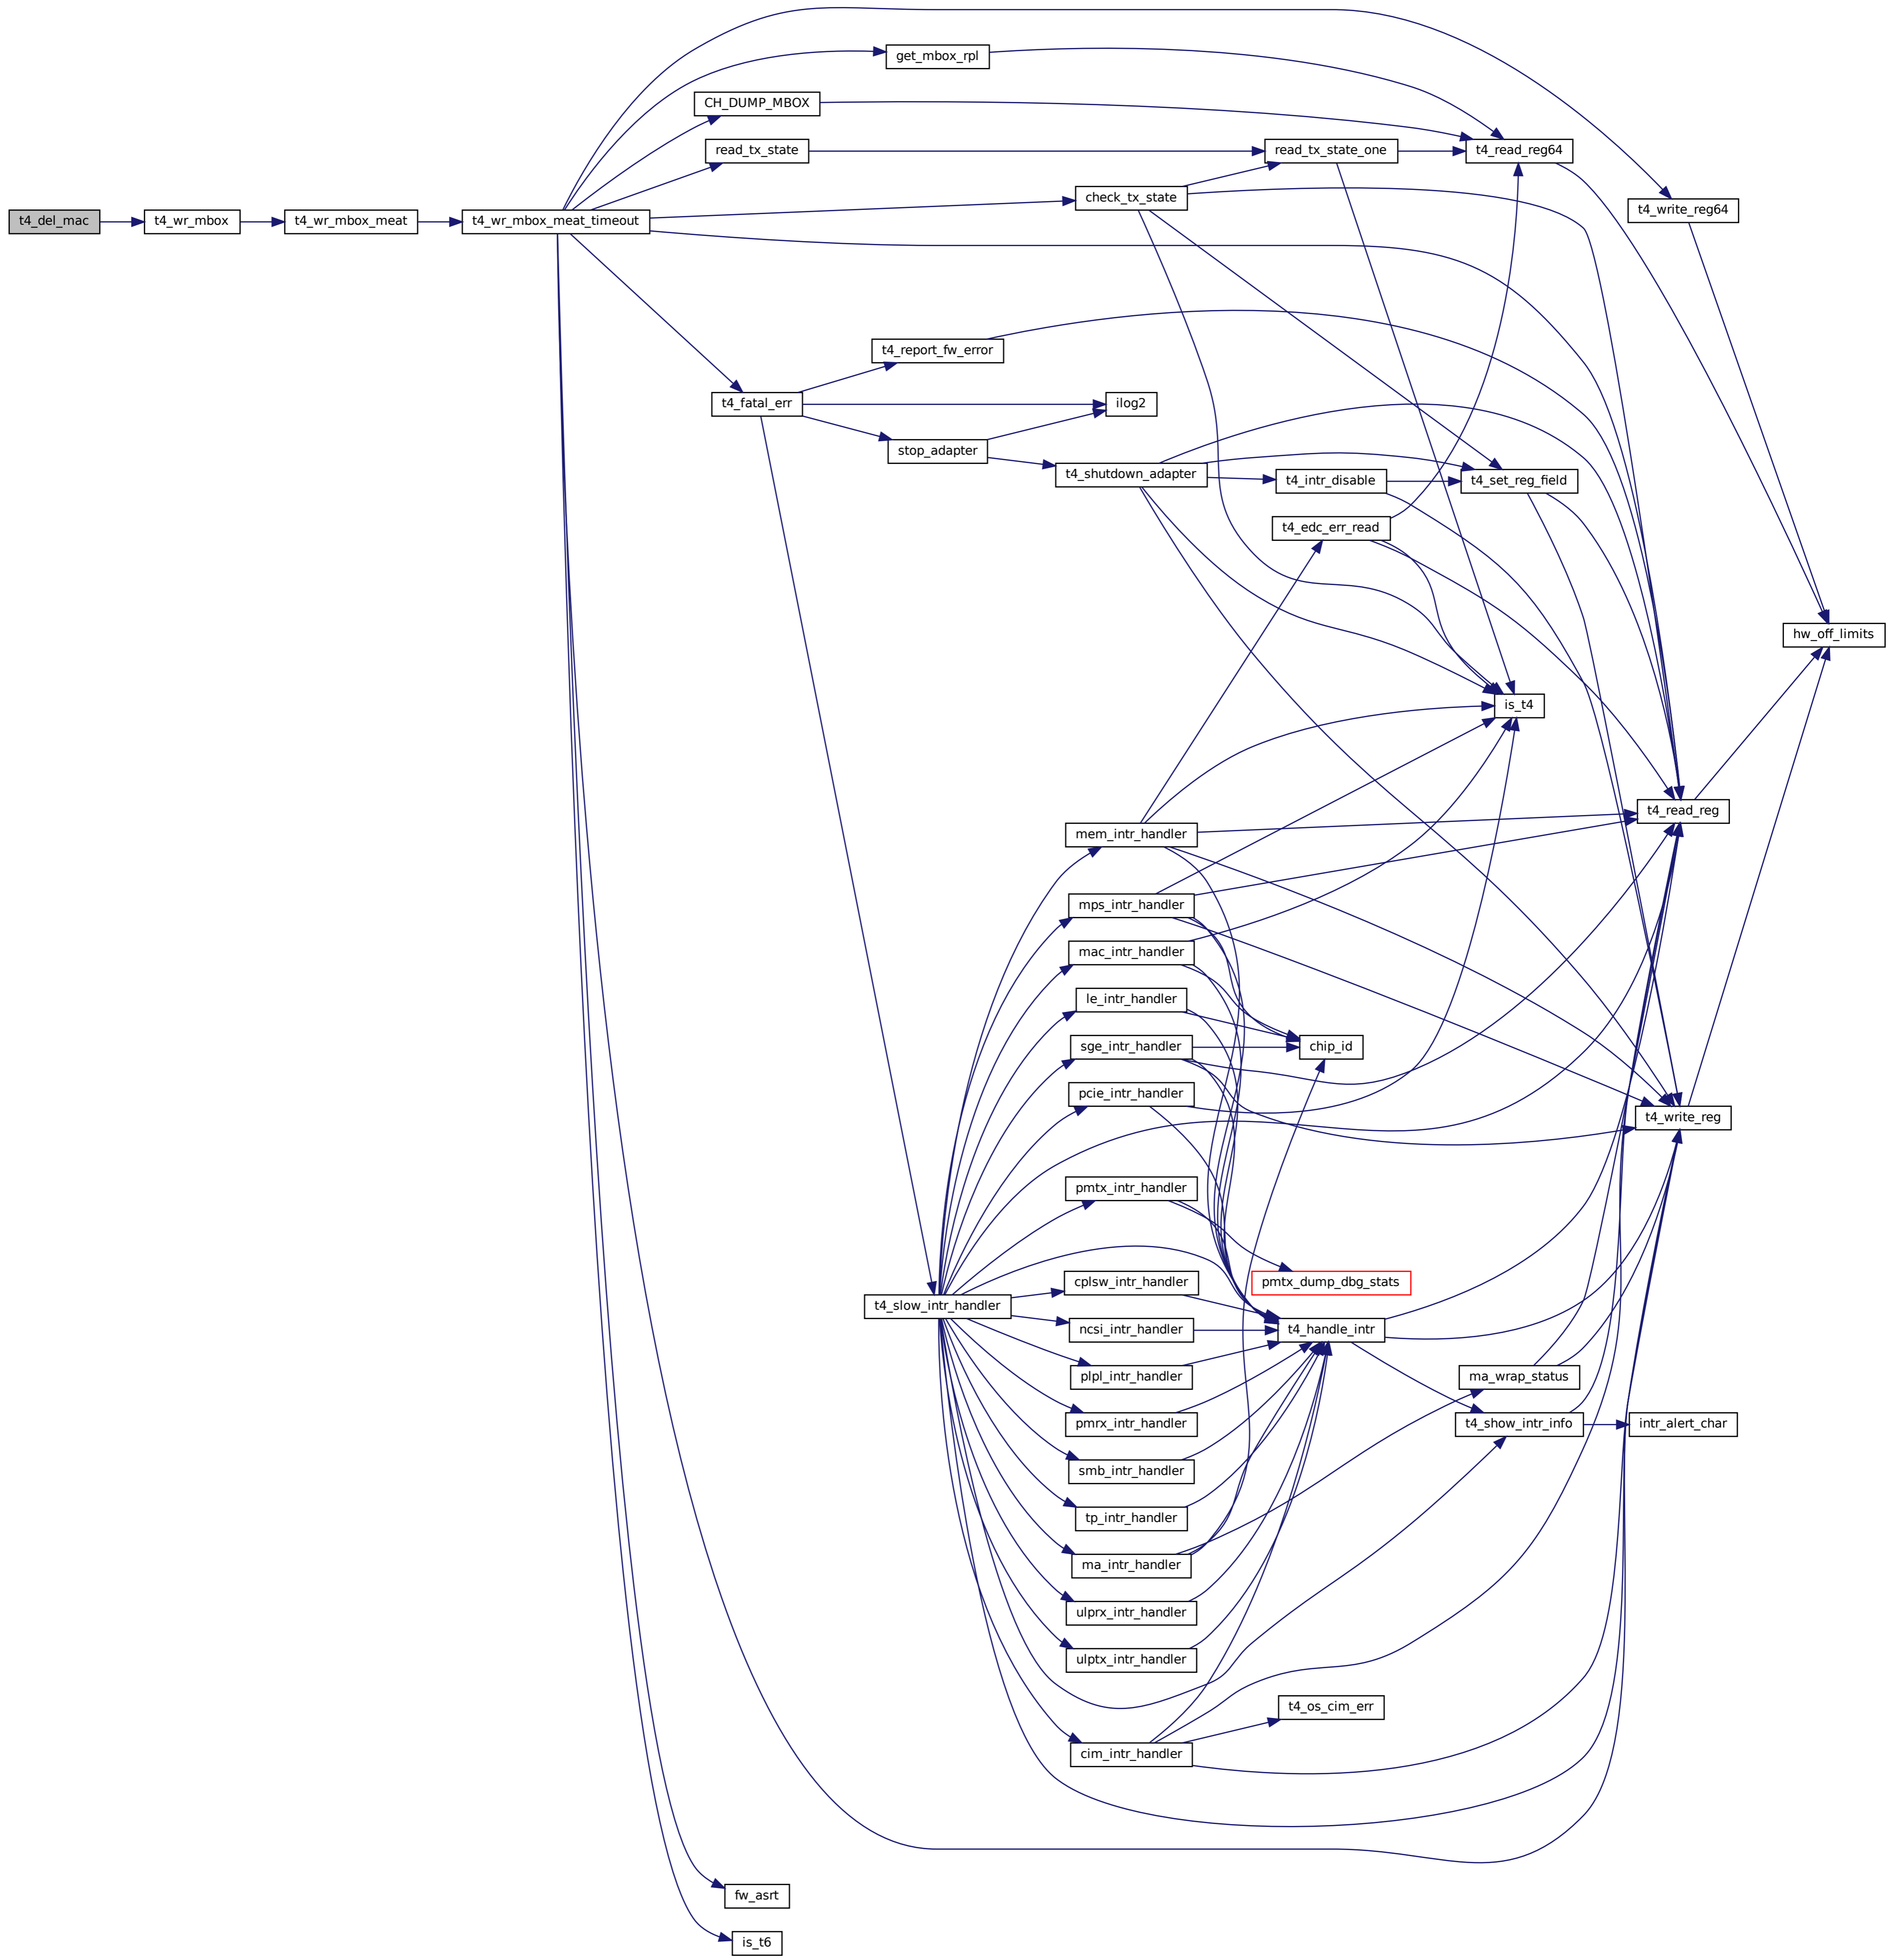 t4_del_mac
t4_wr_mbox
t4_wr_mbox_meat
t4_wr_mbox_meat_timeout
get_mbox_rpl
CH_DUMP_MBOX
read_tx_state
read_tx_state_one
t4_read_reg64
check_tx_state
t4_write_reg64
t4_report_fw_error
t4_fatal_err
ilog2
stop_adapter
t4_shutdown_adapter
t4_intr_disable
t4_set_reg_field
t4_edc_err_read
hw_off_limits
is_t4
t4_read_reg
mem_intr_handler
mps_intr_handler
mac_intr_handler
le_intr_handler
sge_intr_handler
chip_id
pcie_intr_handler
t4_write_reg
pmtx_intr_handler
cplsw_intr_handler
pmtx_dump_dbg_stats
t4_slow_intr_handler
ncsi_intr_handler
t4_handle_intr
plpl_intr_handler
ma_wrap_status
pmrx_intr_handler
t4_show_intr_info
intr_alert_char
smb_intr_handler
tp_intr_handler
ma_intr_handler
ulprx_intr_handler
ulptx_intr_handler
t4_os_cim_err
cim_intr_handler
fw_asrt
is_t6